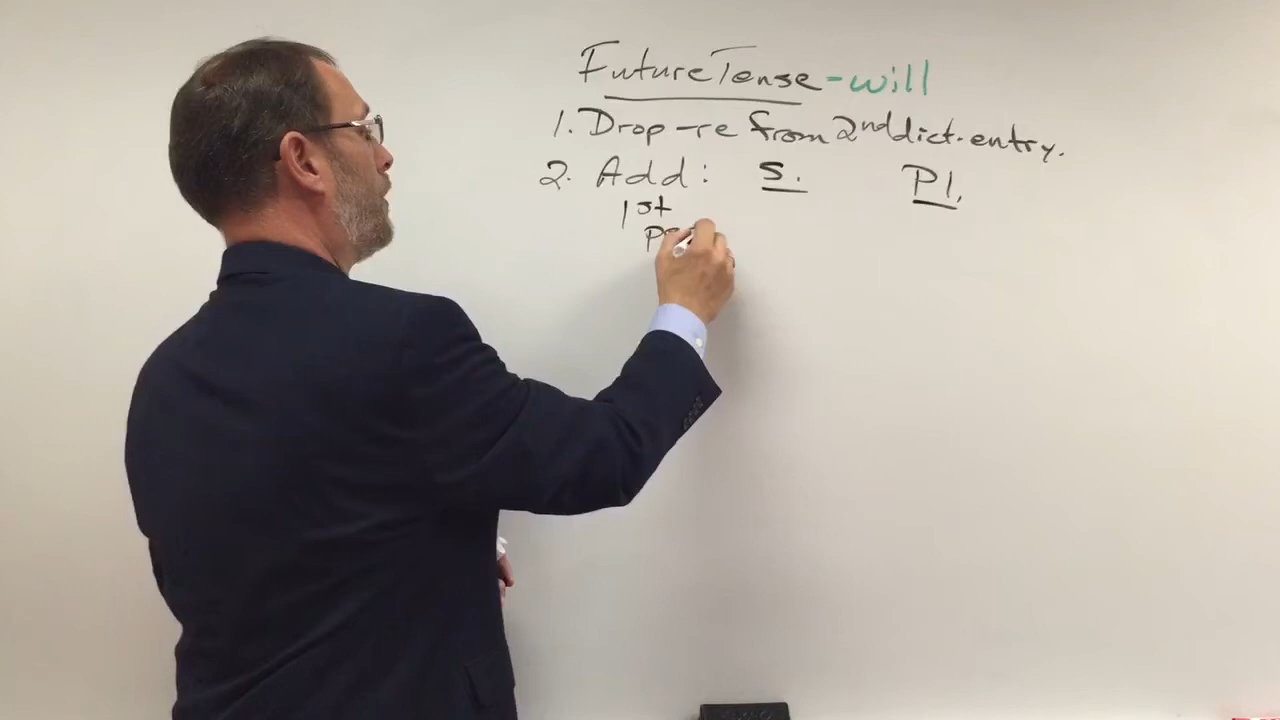 Future Tense - will
1. Drop -re from 2nd dict. entry.
2. Add: S. Pl.
1st